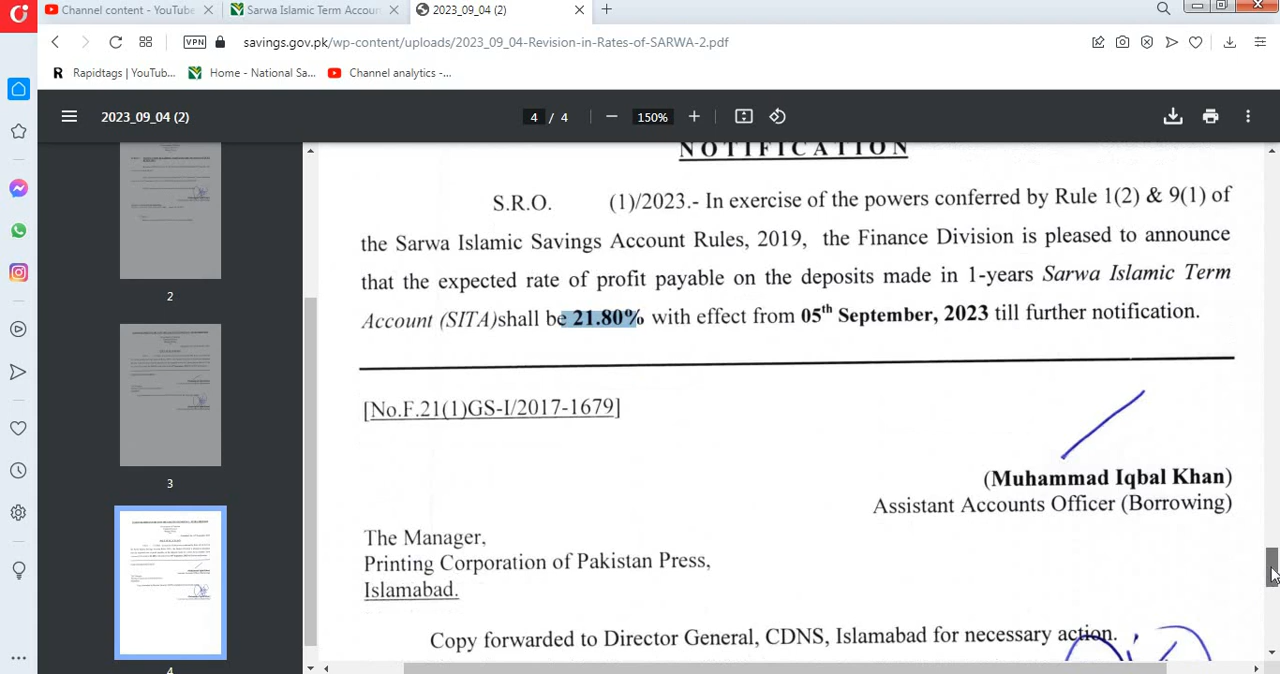 Channel content - YouTube
Sarwa Islamic Term Accoun
2023_09_04 (2)
VPN
savings.gov.pk/wp-content/uploads/2023_09_04-Revision-in-Rates-of-SARWA-2.pdf
R Rapidtags | YouTub...
Home - National Sa...
Channel analytics -...
2023_09_04 (2)
4 / 4
150%
2
3
4
NOTIFICATION
S.R.O. (1)/2023.- In exercise of the powers conferred by Rule 1(2) & 9(1) of
the Sarwa Islamic Savings Account Rules, 2019, the Finance Division is pleased to announce
that the expected rate of profit payable on the deposits made in 1-years Sarwa Islamic Term
Account (SITA)shall be 21.80% with effect from 05th September, 2023 till further notification.
[No.F.21(1)GS-I/2017-1679]
(Muhammad Iqbal Khan)
Assistant Accounts Officer (Borrowing)
The Manager,
Printing Corporation of Pakistan Press,
Islamabad.
Copy forwarded to Director General, CDNS, Islamabad for necessary action.